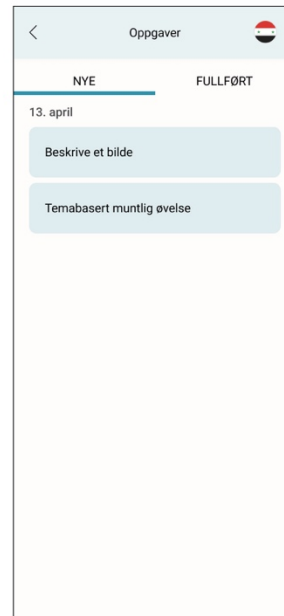 Oppgaver
NYE
FULLFØRT
13. april
Beskrive et bilde
Temabasert muntlig øvelse